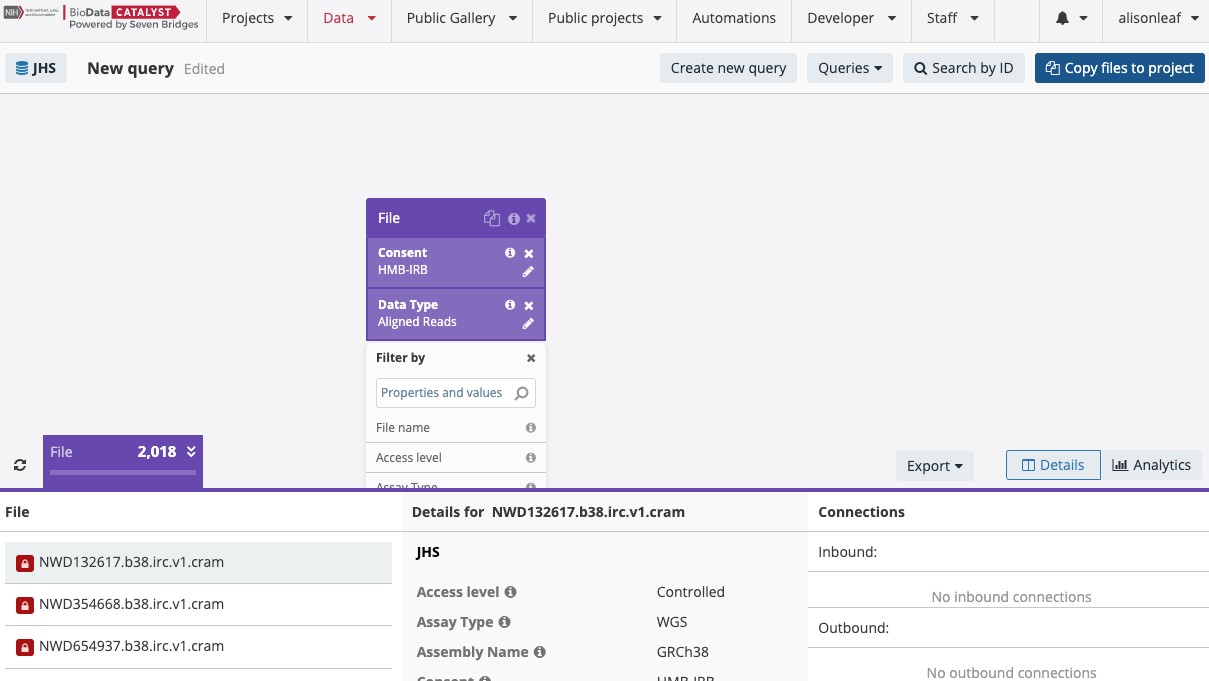 NIH BioData CATALYST
Powered by Seven Bridges
Projects Data Public Gallery Public projects Automations Developer Staff alisonleaf
JHS New query Edited Create new query Queries Search by ID Copy files to project
File
Consent
HMB-IRB
Data Type
Aligned Reads
Filter by
Properties and values
File name
Access level
Assay Type
File 2,018
Export Details Analytics
File Details for NWD132617.b38.irc.v1.cram Connections
JHS Inbound:
NWD132617.b38.irc.v1.cram
Access level Controlled No inbound connections
NWD354668.b38.irc.v1.cram
Assay Type WGS Outbound:
NWD654937.b38.irc.v1.cram
Assembly Name GRCh38
No outbound connections
Consent HMB-IRB